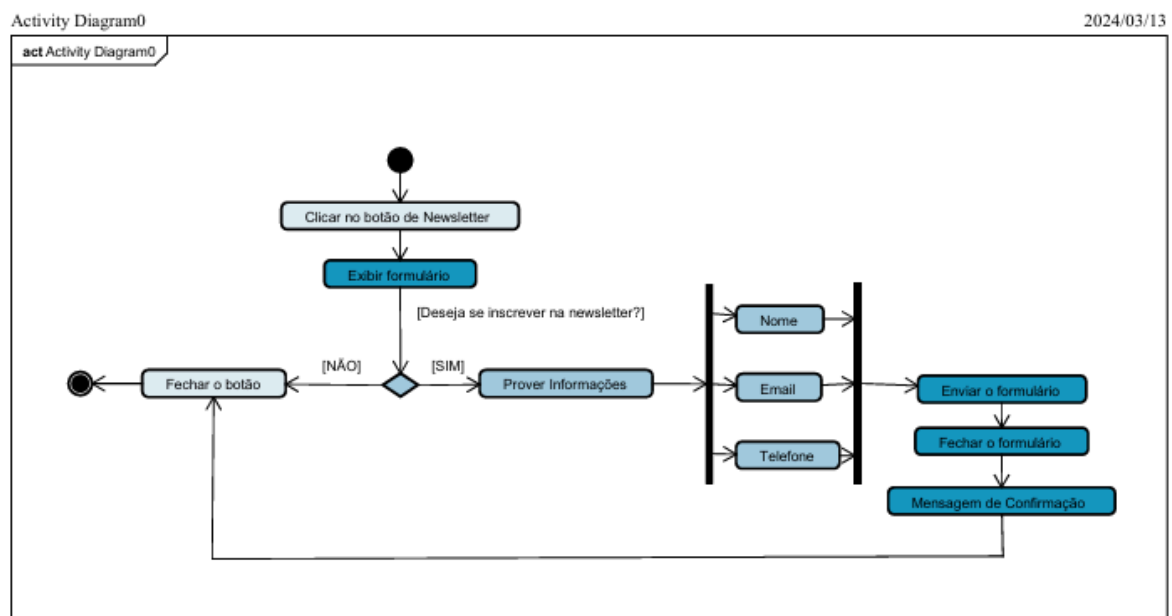 Activity Diagram0
2024/03/13
act Activity Diagram0
Clicar no botão de Newsletter
Exibir formulário
[Deseja se inscrever na newsletter?]
Nome
[NÃO]
[SIM]
Fechar o botão
Prover Informações
Email
Enviar o formulário
Fechar o formulário
Telefone
Mensagem de Confirmação